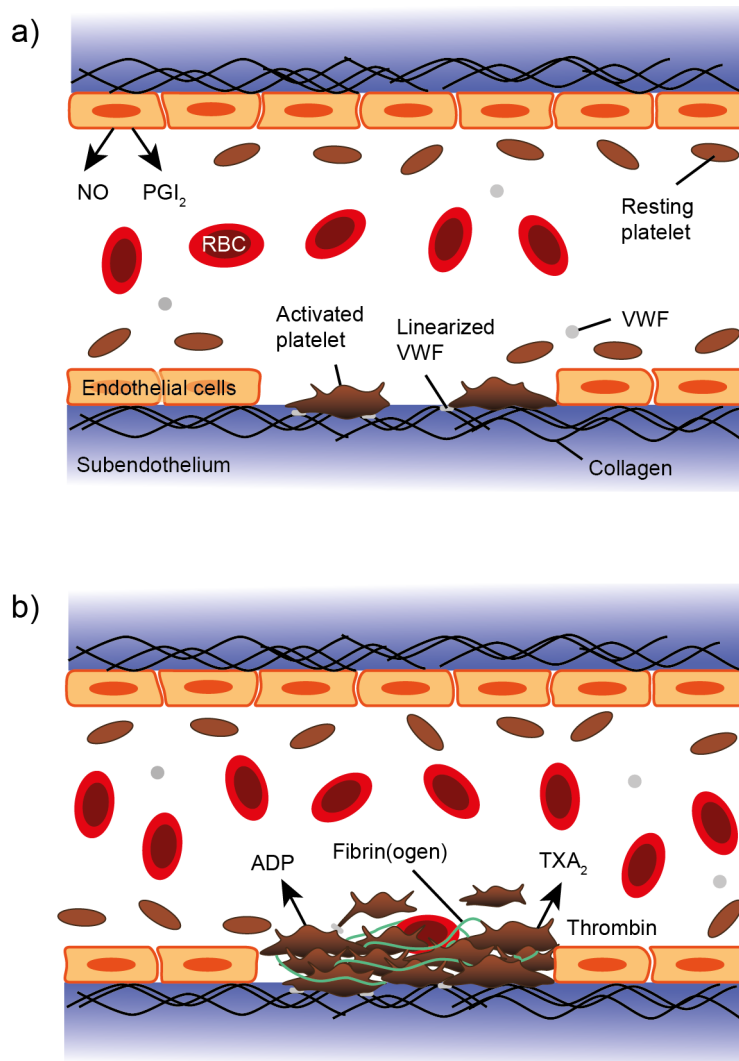 a)
NO
PGI₂
Resting
platelet
RBC
Activated
platelet
Linearized
VWF
VWF
Endothelial cells
Subendothelium
Collagen
b)
ADP
Fibrin(ogen)
TXA₂
Thrombin